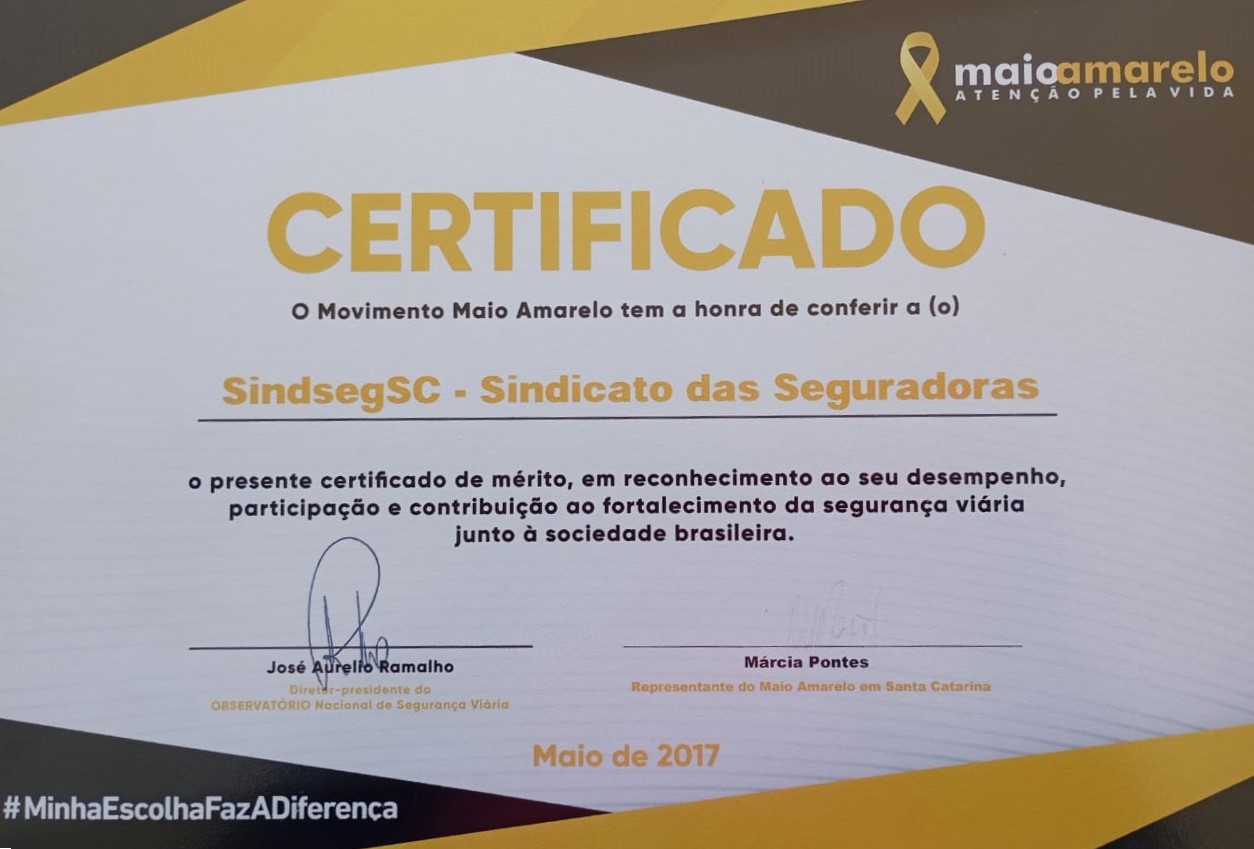 maioamarelo
ATENÇÃO PELA VIDA
CERTIFICADO
O Movimento Maio Amarelo tem a honra de conferir a (o)
SindsegSC - Sindicato das Seguradoras
o presente certificado de mérito, em reconhecimento ao seu desempenho,
participação e contribuição ao fortalecimento da segurança viária
junto à sociedade brasileira.
José Aurelio Ramalho
Diretor-presidente do
OBSERVATÓRIO Nacional de Segurança Viária
Márcia Pontes
Representante do Maio Amarelo em Santa Catarina
Maio de 2017
#MinhaEscolhaFazADiferença